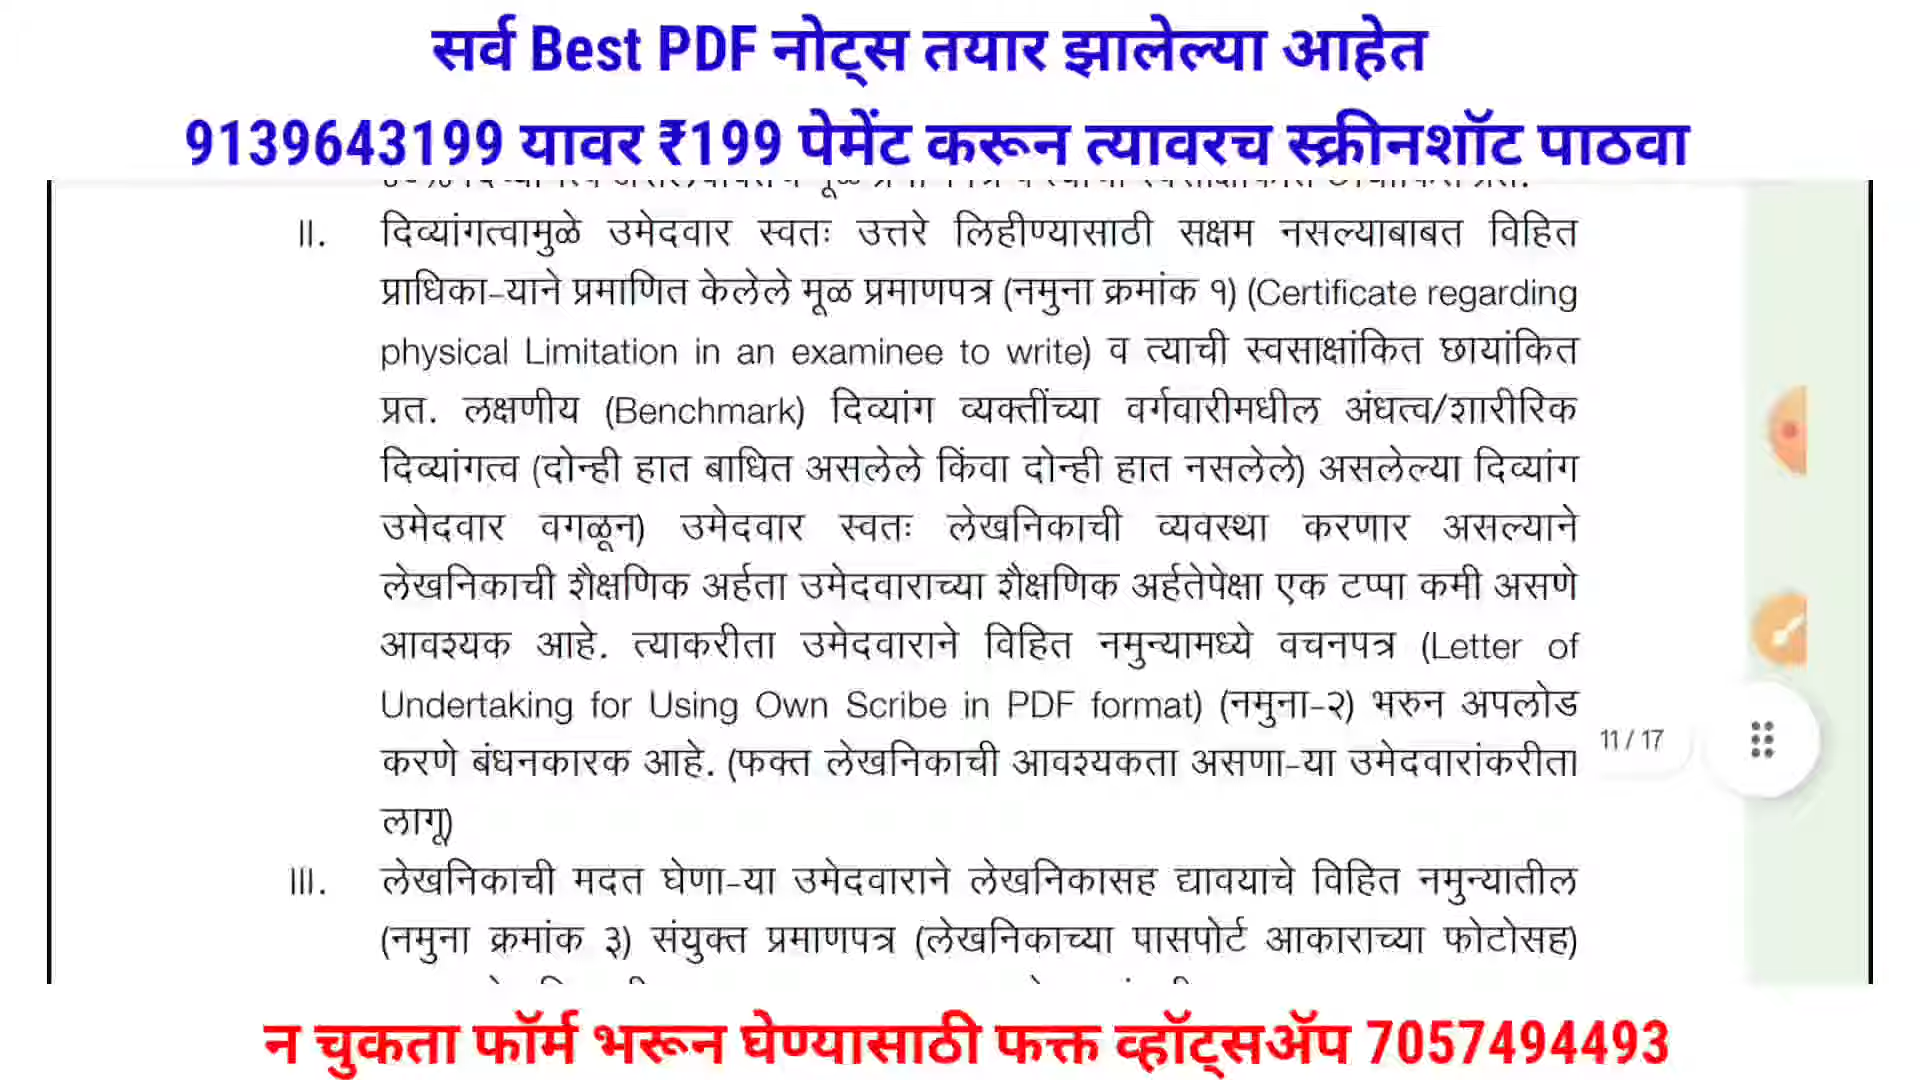 सर्व Best PDF नोट्स तयार झालेल्या आहेत
9139643199 यावर ₹199 पेमेंट करून त्यावरच स्क्रीनशॉट पाठवा
II. दिव्यांगत्वामुळे उमेदवार स्वतः उत्तरे लिहीण्यासाठी सक्षम नसल्याबाबत विहित
प्राधिका-याने प्रमाणित केलेले मूळ प्रमाणपत्र (नमुना क्रमांक १) (Certificate regarding
physical Limitation in an examinee to write) व त्याची स्वसाक्षांकित छायांकित
प्रत. लक्षणीय (Benchmark) दिव्यांग व्यक्तींच्या वर्गवारीमधील अंधत्व/शारीरिक
दिव्यांगत्व (दोन्ही हात बाधित असलेले किंवा दोन्ही हात नसलेले) असलेल्या दिव्यांग
उमेदवार वगळून) उमेदवार स्वतः लेखनिकाची व्यवस्था करणार असल्याने
लेखनिकाची शैक्षणिक अर्हता उमेदवाराच्या शैक्षणिक अर्हतेपेक्षा एक टप्पा कमी असणे
आवश्यक आहे. त्याकरीता उमेदवाराने विहित नमुन्यामध्ये वचनपत्र (Letter of
Undertaking for Using Own Scribe in PDF format) (नमुना-२) भरुन अपलोड
करणे बंधनकारक आहे. (फक्त लेखनिकाची आवश्यकता असणा-या उमेदवारांकरीता
लागू)
11 / 17
III. लेखनिकाची मदत घेणा-या उमेदवाराने लेखनिकासह द्यावयाचे विहित नमुन्यातील
(नमुना क्रमांक ३) संयुक्त प्रमाणपत्र (लेखनिकाच्या पासपोर्ट आकाराच्या फोटोसह)
न चुकता फॉर्म भरून घेण्यासाठी फक्त व्हॉट्सॲप 7057494493